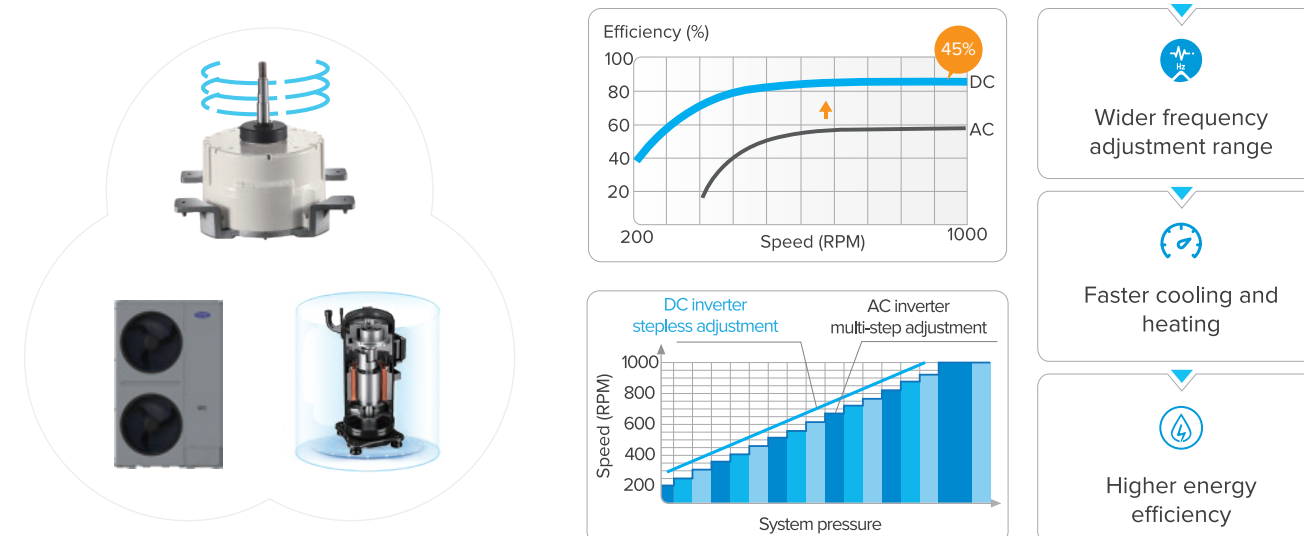 Efficiency (%)
100
80
60
40
20
45%
DC
AC
200
Speed (RPM)
1000
DC inverter
stepless adjustment
AC inverter
multi-step adjustment
Speed (RPM)
1000
800
600
400
200
System pressure
Hz
Wider frequency
adjustment range
Faster cooling and
heating
Higher energy
efficiency